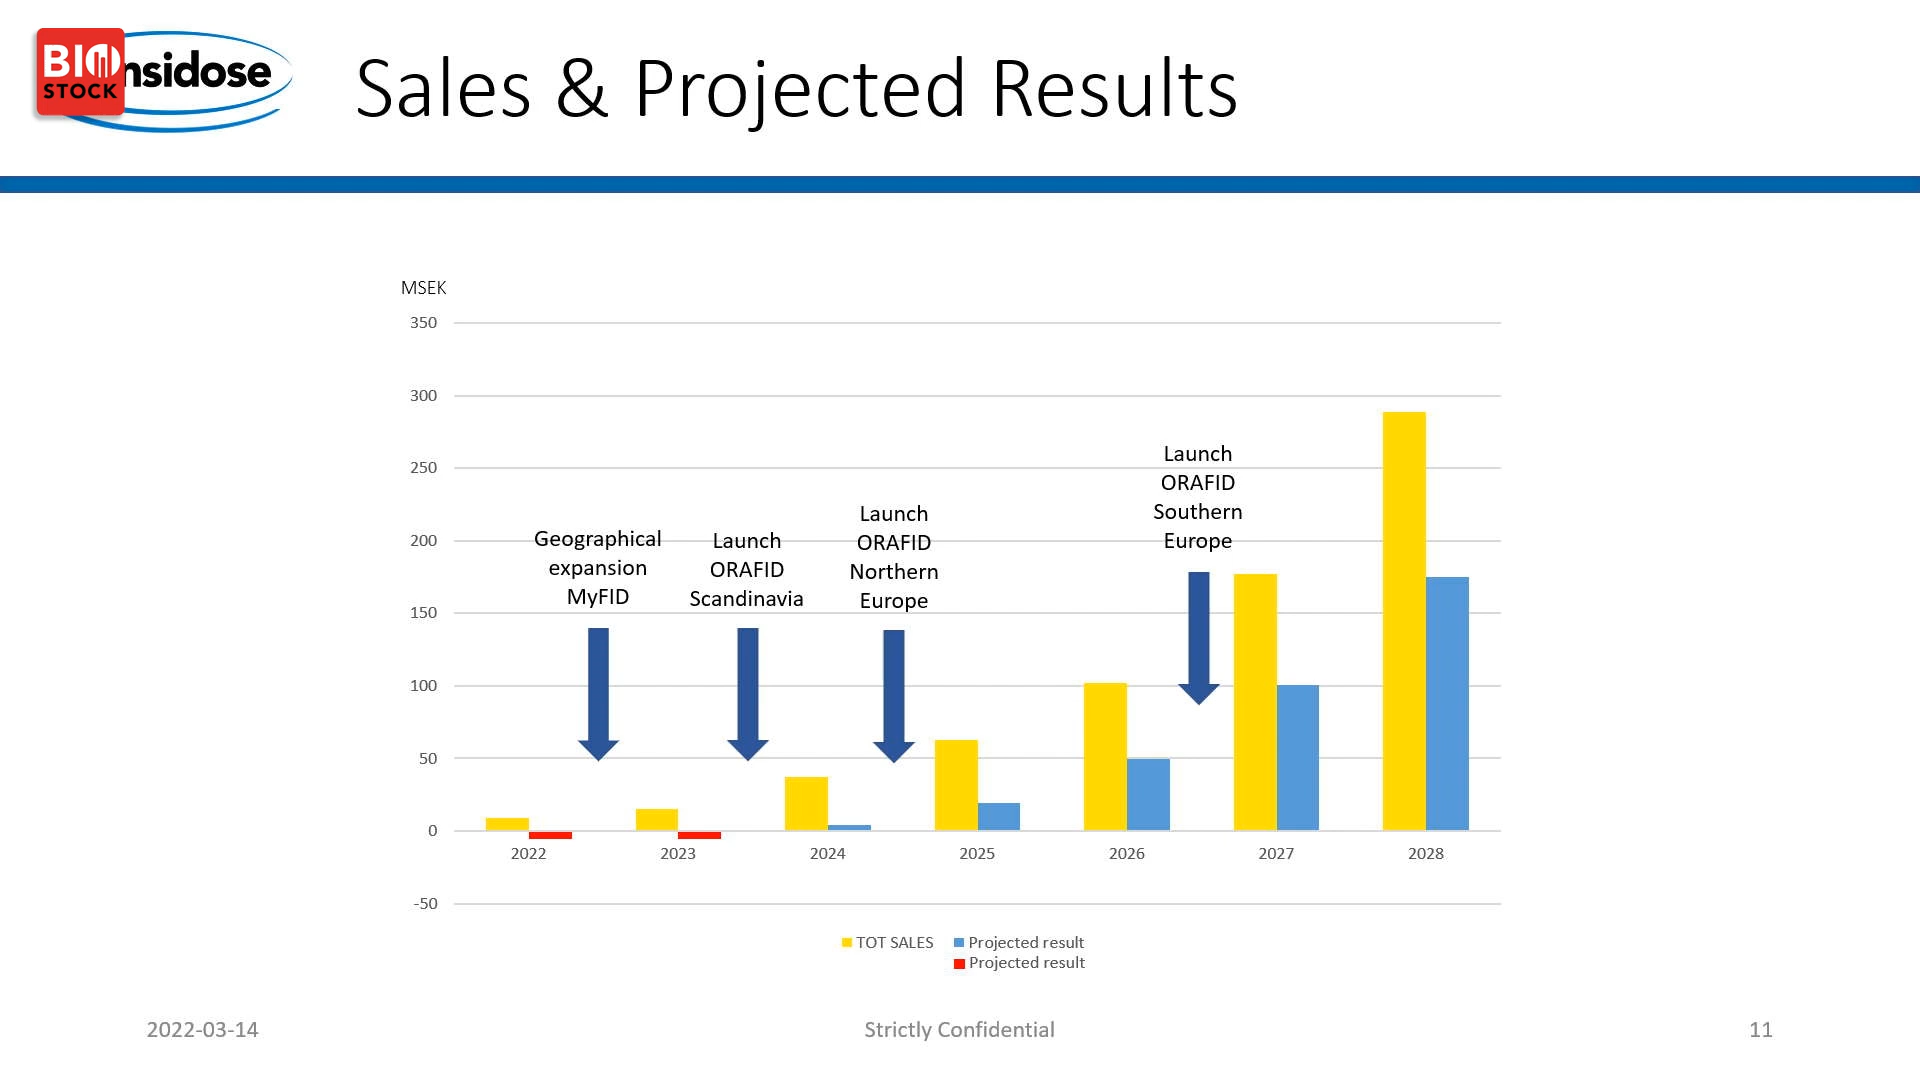 BIO
STOCK
nsidose
Sales & Projected Results
MSEK
350
300
250
200
150
100
50
0
-50
Geographical
expansion
MyFID
Launch
ORAFID
Scandinavia
Launch
ORAFID
Northern
Europe
Launch
ORAFID
Southern
Europe
2022 2023 2024 2025 2026 2027 2028
TOT SALES Projected result
Projected result
2022-03-14 Strictly Confidential 11